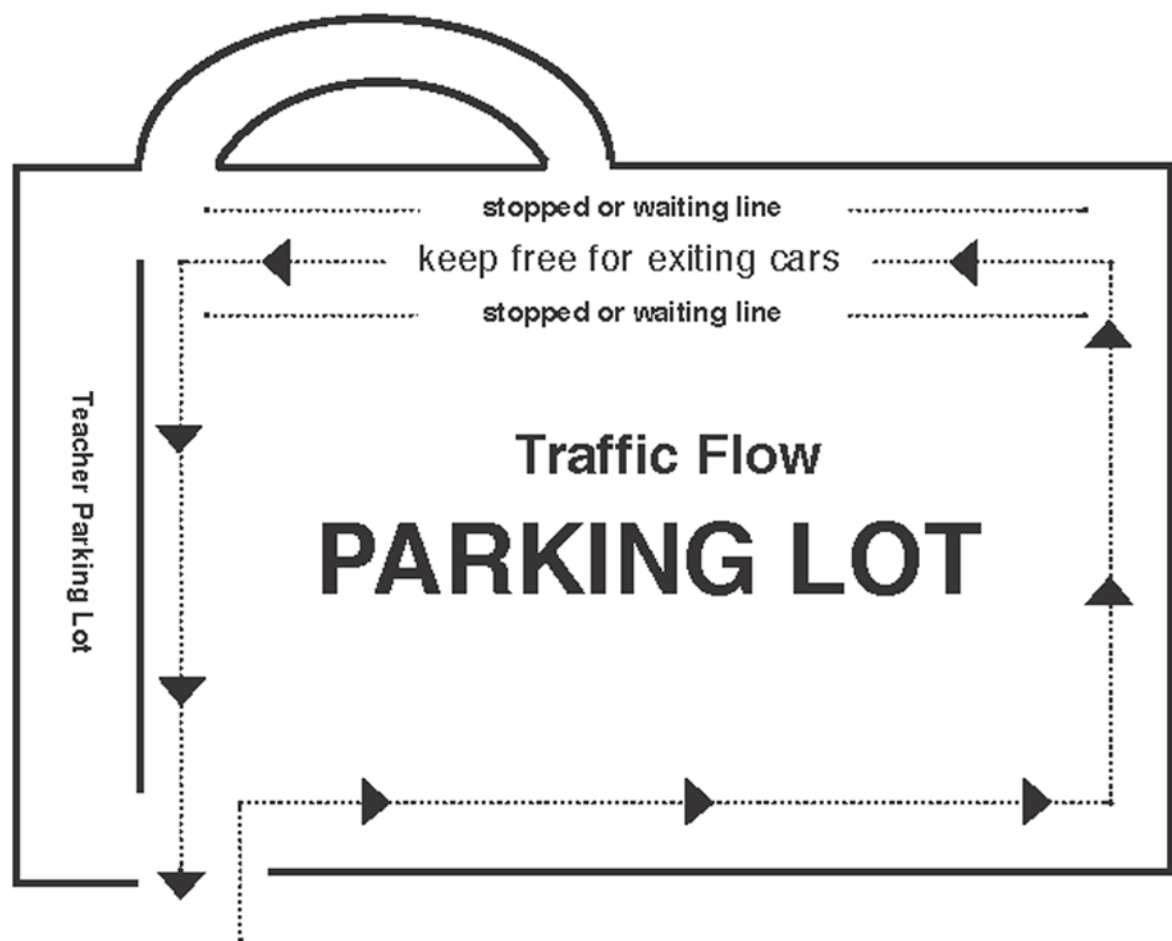 stopped or waiting line
keep free for exiting cars
stopped or waiting line
Teacher Parking Lot
Traffic Flow
PARKING LOT